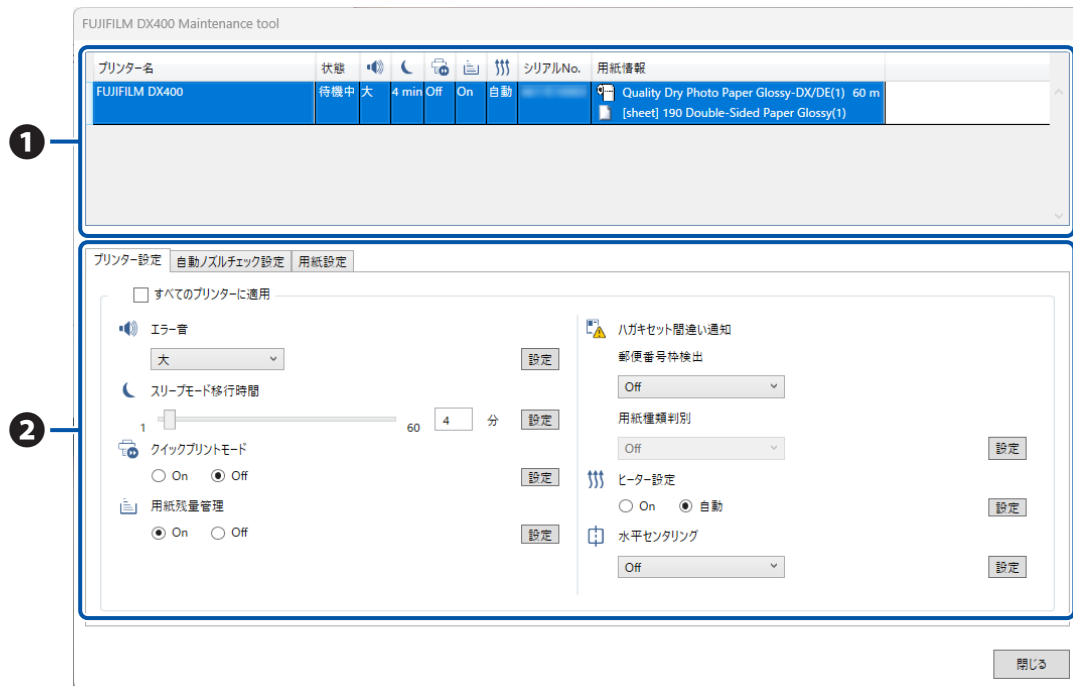 FUJIFILM DX400 Maintenance tool
プリンター名 状態 シリアルNo. 用紙情報
FUJIFILM DX400 待機中 大 4 min Off On 自動 Quality Dry Photo Paper Glossy-DX/DE(1) 60 m
[sheet] 190 Double-Sided Paper Glossy(1)
1
プリンター設定 自動ノズルチェック設定 用紙設定
すべてのプリンターに適用
エラー音
大 設定
スリープモード移行時間
1 60 4 分 設定
クイックプリントモード
On Off 設定
用紙残量管理
On Off 設定
ハガキセット間違い通知
郵便番号枠検出
Off
用紙種類判別
Off 設定
ヒーター設定
On 自動 設定
水平センタリング
Off 設定
2
閉じる